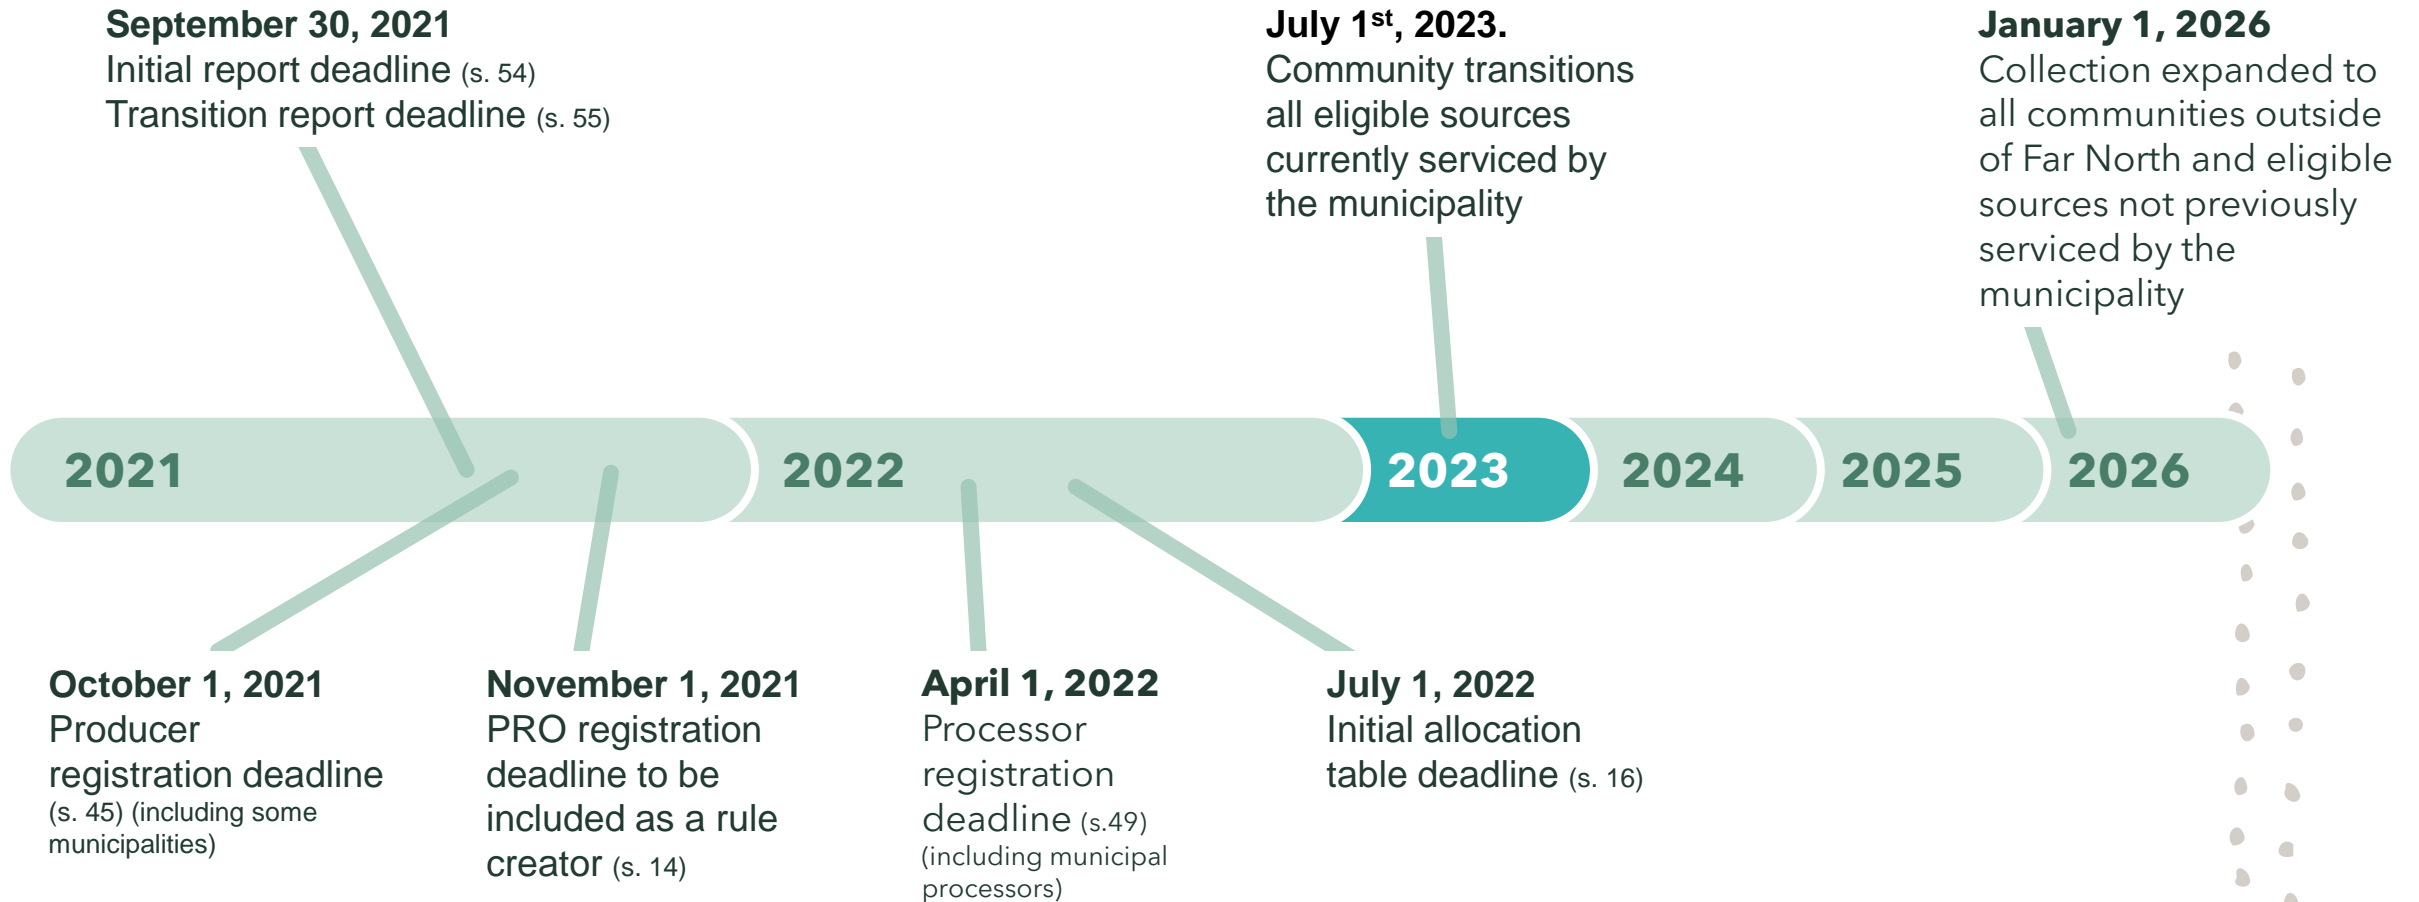 September 30, 2021
Initial report deadline (s. 54)
Transition report deadline (s. 55)
July 1st, 2023.
Community transitions
all eligible sources
currently serviced by
the municipality
January 1, 2026
Collection expanded to
all communities outside
of Far North and eligible
sources not previously
serviced by the
municipality
2021
2022
2023
2024
2025
2026
October 1, 2021
Producer
registration deadline
(s. 45) (including some
municipalities)
November 1, 2021
PRO registration
deadline to be
included as a rule
creator (s. 14)
April 1, 2022
Processor
registration
deadline (s.49)
(including municipal
processors)
July 1, 2022
Initial allocation
table deadline (s. 16)